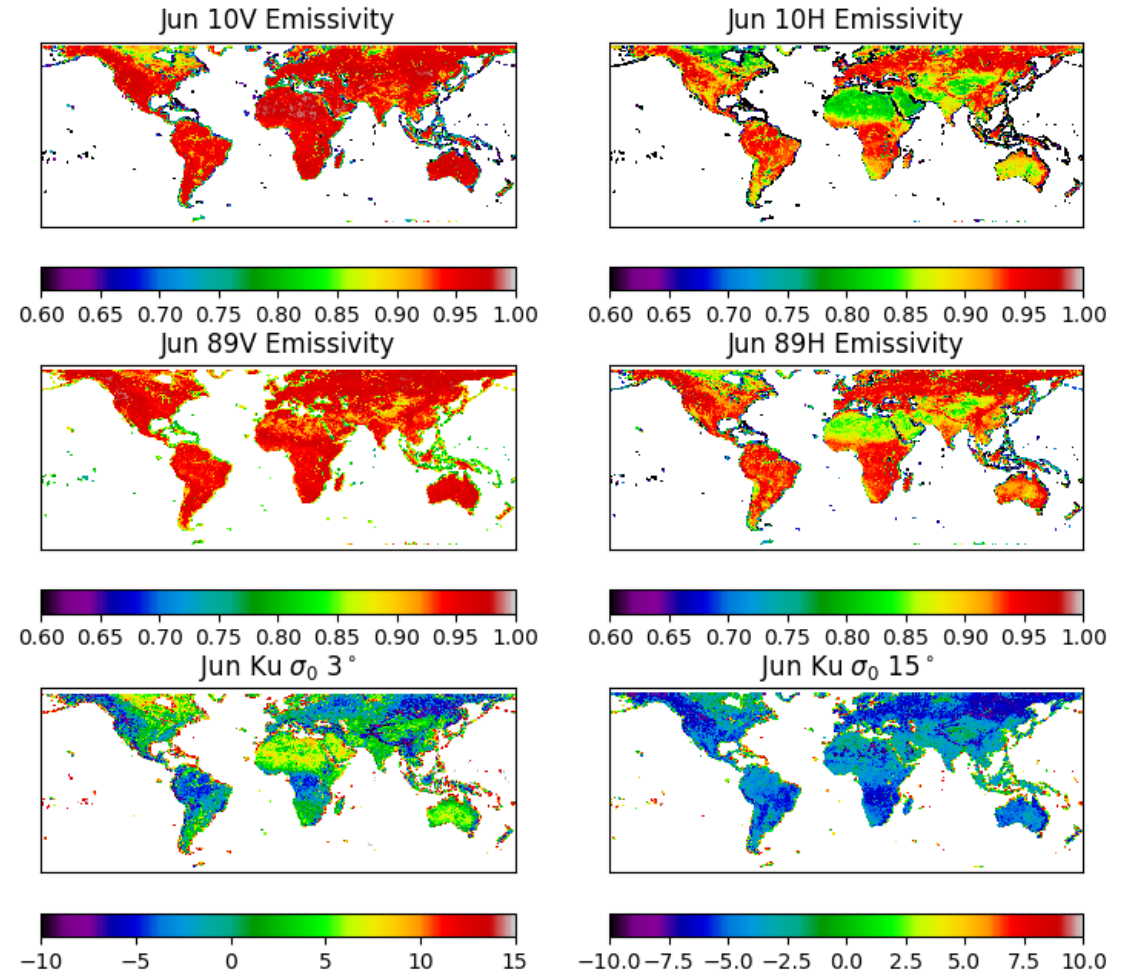 Jun 10V Emissivity
Jun 10H Emissivity
0.60 0.65 0.70 0.75 0.80 0.85 0.90 0.95 1.00
0.60 0.65 0.70 0.75 0.80 0.85 0.90 0.95 1.00
Jun 89V Emissivity
Jun 89H Emissivity
0.60 0.65 0.70 0.75 0.80 0.85 0.90 0.95 1.00
0.60 0.65 0.70 0.75 0.80 0.85 0.90 0.95 1.00
Jun Ku σ₀ 3°
Jun Ku σ₀ 15°
−10 −5 0 5 10 15
−10.0 −7.5 −5.0 −2.5 0.0 2.5 5.0 7.5 10.0